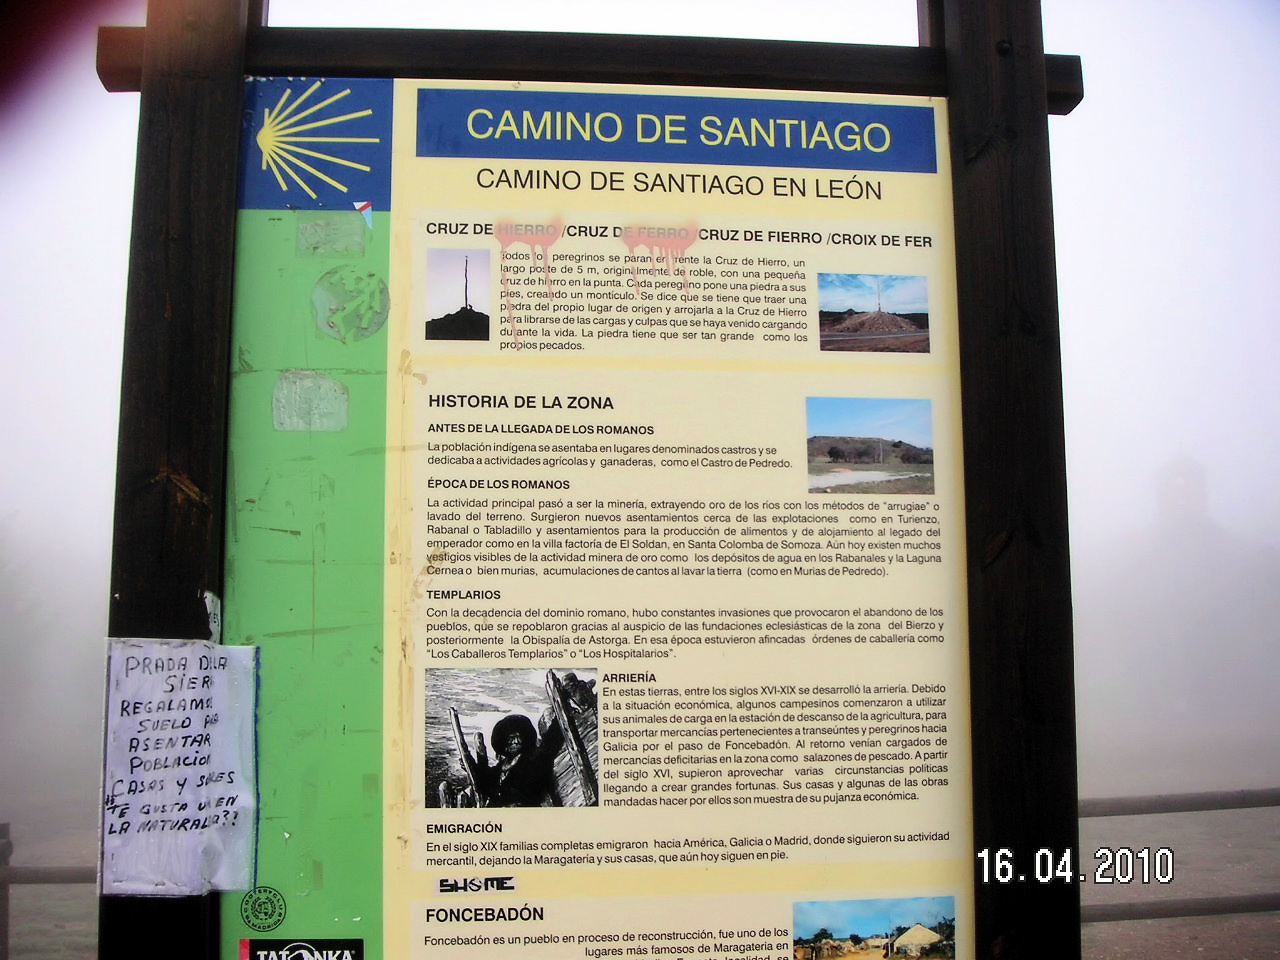 CAMINO DE SANTIAGO
CAMINO DE SANTIAGO EN LEÓN
CRUZ DE HIERRO /CRUZ DE FERRO /CRUZ DE FIERRO /CROIX DE FER
Todos los peregrinos se paran en frente la Cruz de Hierro, un
largo poste de 5 m, originalmente de roble, con una pequeña
cruz de hierro en la punta. Cada peregrino pone una piedra a sus
pies, creando un montículo. Se dice que se tiene que traer una
piedra del propio lugar de origen y arrojarla a la Cruz de Hierro
para librarse de las cargas y culpas que se haya venido cargando
durante la vida. La piedra tiene que ser tan grande como los
propios pecados.
HISTORIA DE LA ZONA
ANTES DE LA LLEGADA DE LOS ROMANOS
La población indígena se asentaba en lugares denominados castros y se
dedicaba a actividades agrícolas y ganaderas, como el Castro de Pedredo.
ÉPOCA DE LOS ROMANOS
La actividad principal pasó a ser la minería, extrayendo oro de los ríos con los métodos de "arrugiae" o
lavado del terreno. Surgieron nuevos asentamientos cerca de las explotaciones como en Turienzo,
Rabanal o Tabladillo y asentamientos para la producción de alimentos y de alojamiento al legado del
emperador como en la villa factoría de El Soldan, en Santa Colomba de Somoza. Aún hoy existen muchos
vestigios visibles de la actividad minera de oro como los depósitos de agua en los Rabanales y la Laguna
Cernea o bien murias, acumulaciones de cantos al lavar la tierra (como en Murias de Pedredo).
TEMPLARIOS
Con la decadencia del dominio romano, hubo constantes invasiones que provocaron el abandono de los
pueblos, que se repoblaron gracias al auspicio de las fundaciones eclesiásticas de la zona del Bierzo y
posteriormente la Obispalía de Astorga. En esa época estuvieron afincadas órdenes de caballería como
"Los Caballeros Templarios" o "Los Hospitalarios".
ARRIERÍA
En estas tierras, entre los siglos XVI-XIX se desarrolló la arriería. Debido
a la situación económica, algunos campesinos comenzaron a utilizar
sus animales de carga en la estación de descanso de la agricultura, para
transportar mercancías pertenecientes a transeúntes y peregrinos hacia
Galicia por el paso de Foncebadón. Al retorno venían cargados de
mercancías deficitarias en la zona como salazones de pescado. A partir
del siglo XVI, supieron aprovechar varias circunstancias políticas
llegando a crear grandes fortunas. Sus casas y algunas de las obras
mandadas hacer por ellos son muestra de su pujanza económica.
EMIGRACIÓN
En el siglo XIX familias completas emigraron hacia América, Galicia o Madrid, donde siguieron su actividad
mercantil, dejando la Maragatería y sus casas, que aún hoy siguen en pie.
FONCEBADÓN
Foncebadón es un pueblo en proceso de reconstrucción, fue uno de los
lugares más famosos de Maragateria en
PRADA DE LA
SIER
REGALAMOS
SUELO
ASENTAR
POBLACION
CASAS Y
TE GUSTA EN
LA
TATONKA
16.04.2010